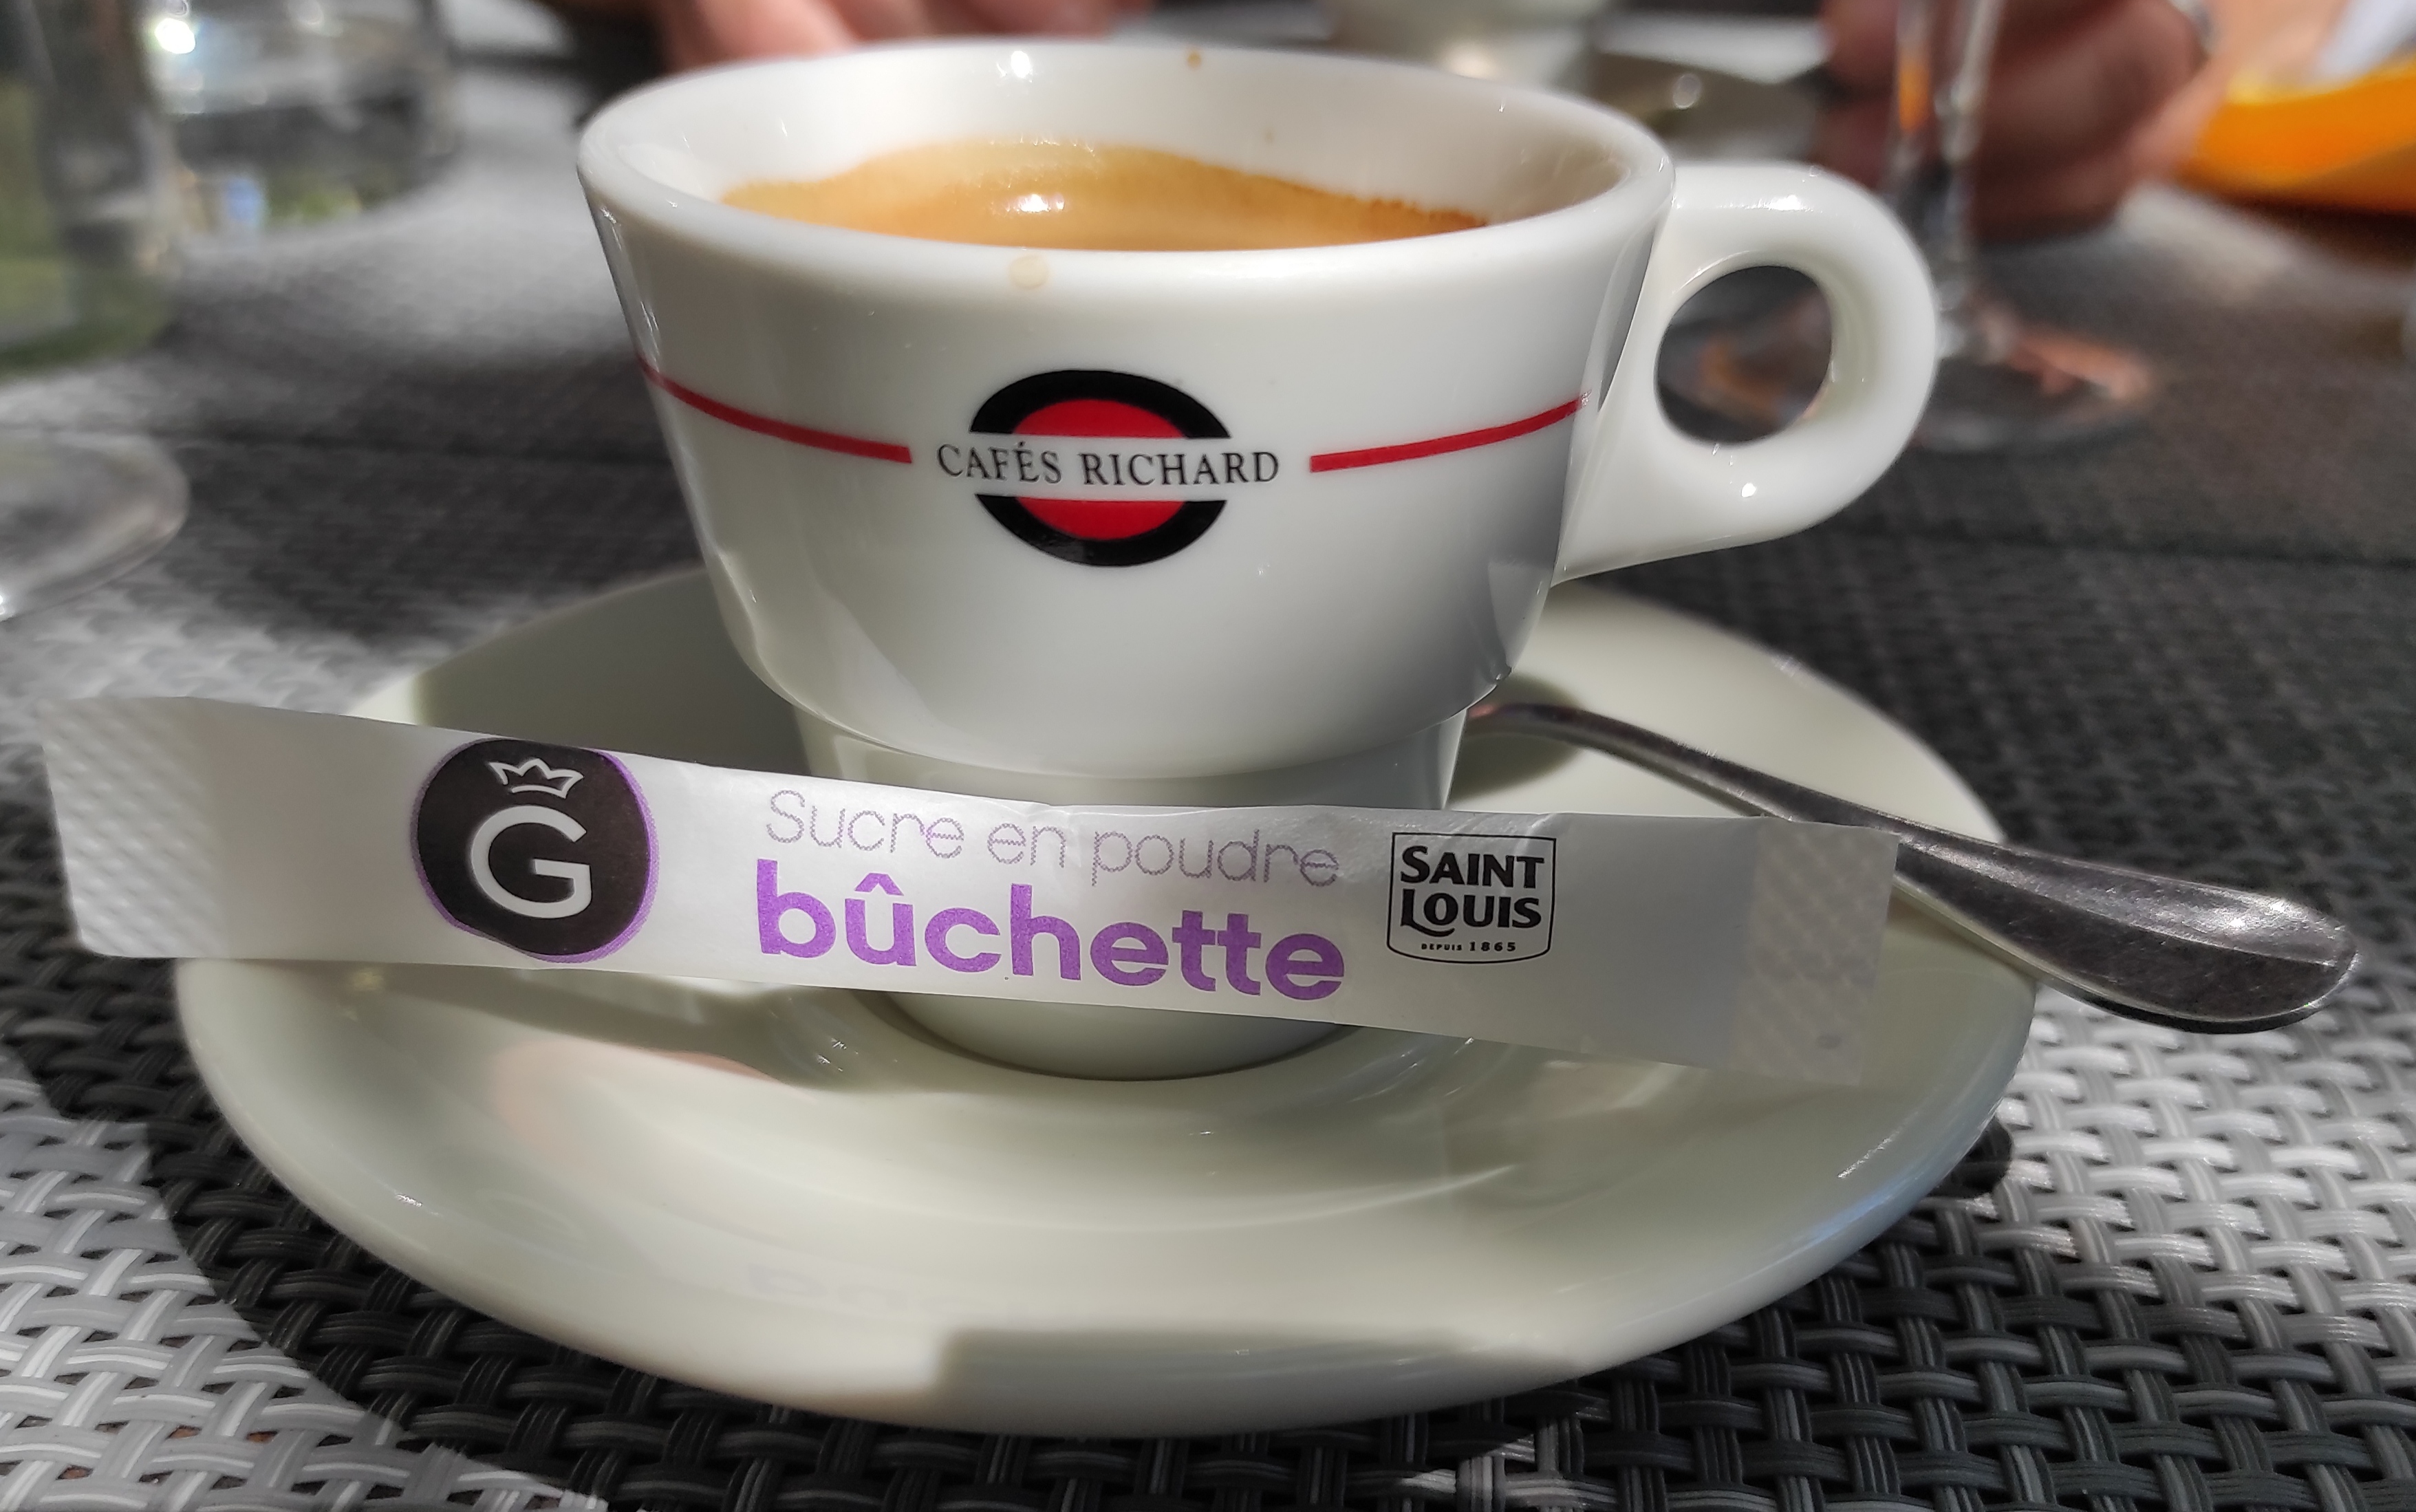 CAFÉS RICHARD
G
Sucre en poudre
bûchette
SAINT
LOUIS
DEPUIS 1865